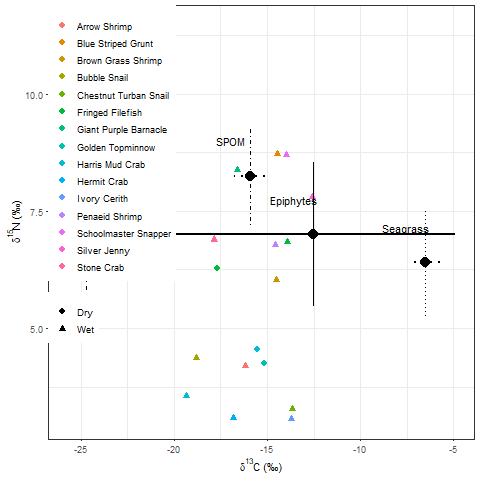 Arrow Shrimp
Blue Striped Grunt
Brown Grass Shrimp
Bubble Snail
Chestnut Turban Snail
Fringed Filefish
Giant Purple Barnacle
Golden Topminnow
Harris Mud Crab
Hermit Crab
Ivory Cerith
Penaeid Shrimp
Schoolmaster Snapper
Silver Jenny
Stone Crab
Dry
Wet
SPOM
Epiphytes
Seagrass
10.0
7.5
5.0
δ15N (‰)
-25
-20
-15
-10
-5
δ13C (‰)